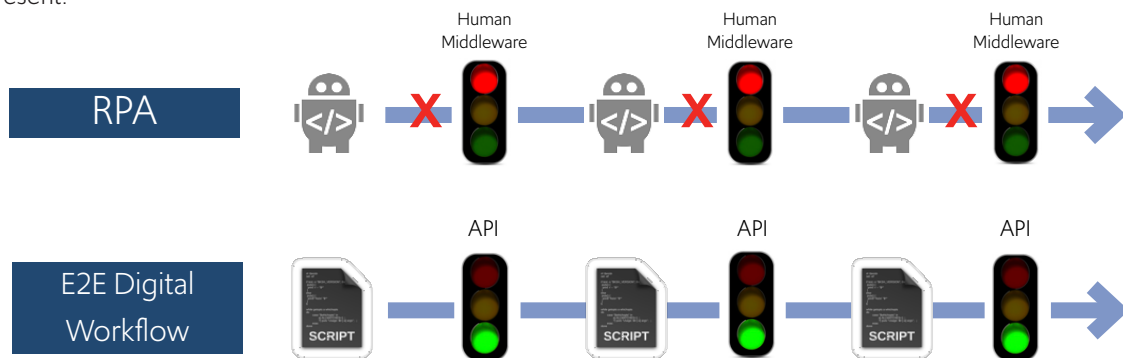 esent.
Human Human Human
Middleware Middleware Middleware
RPA
</> </> </>
X X X
API API API
E2E Digital
Workflow
SCRIPT SCRIPT SCRIPT